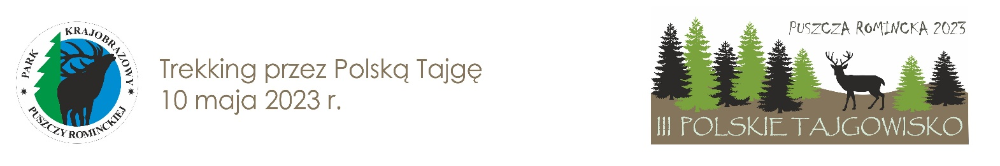 PARK KRAJOBRAZOWY
PUSZCZY ROMINCKIEJ
Trekking przez Polską Tajgę
10 maja 2023 r.
PUSZCZA ROMINCKA 2023
III POLSKIE TAJGOWISKO